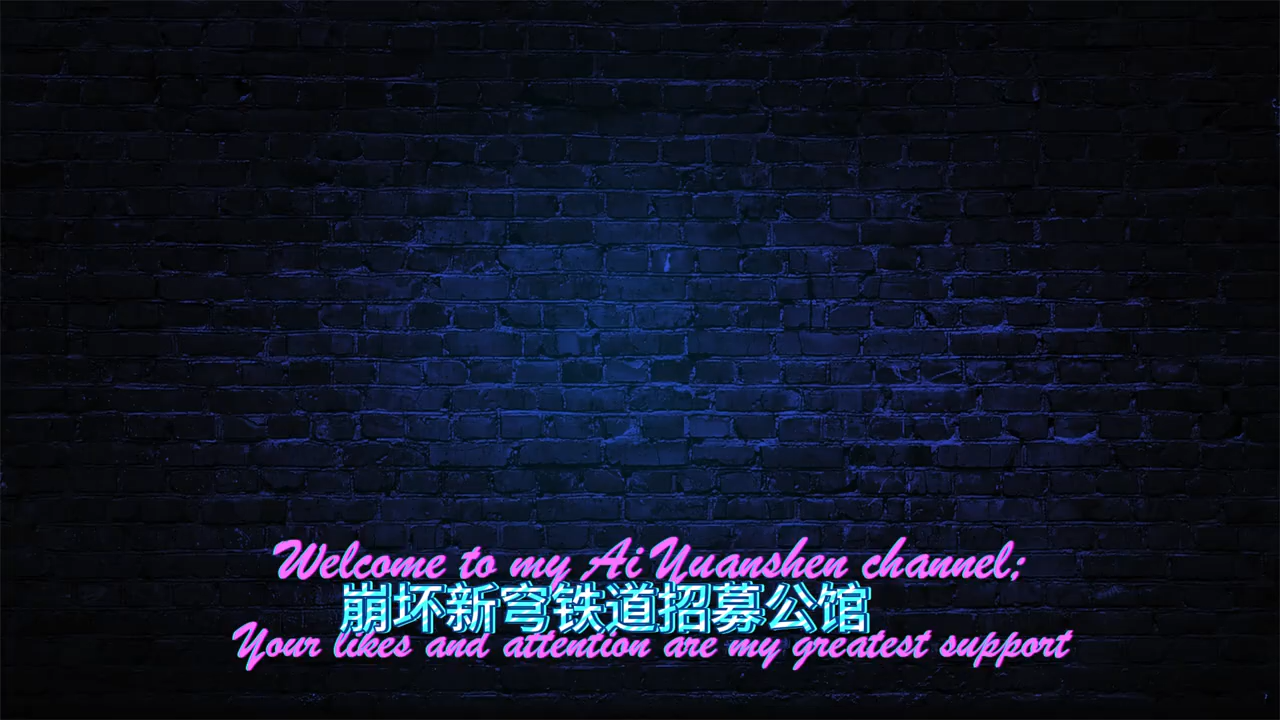 Welcome to my Ai Yuanshen channel;
崩坏新穹铁道招募公馆
Your likes and attention are my greatest support